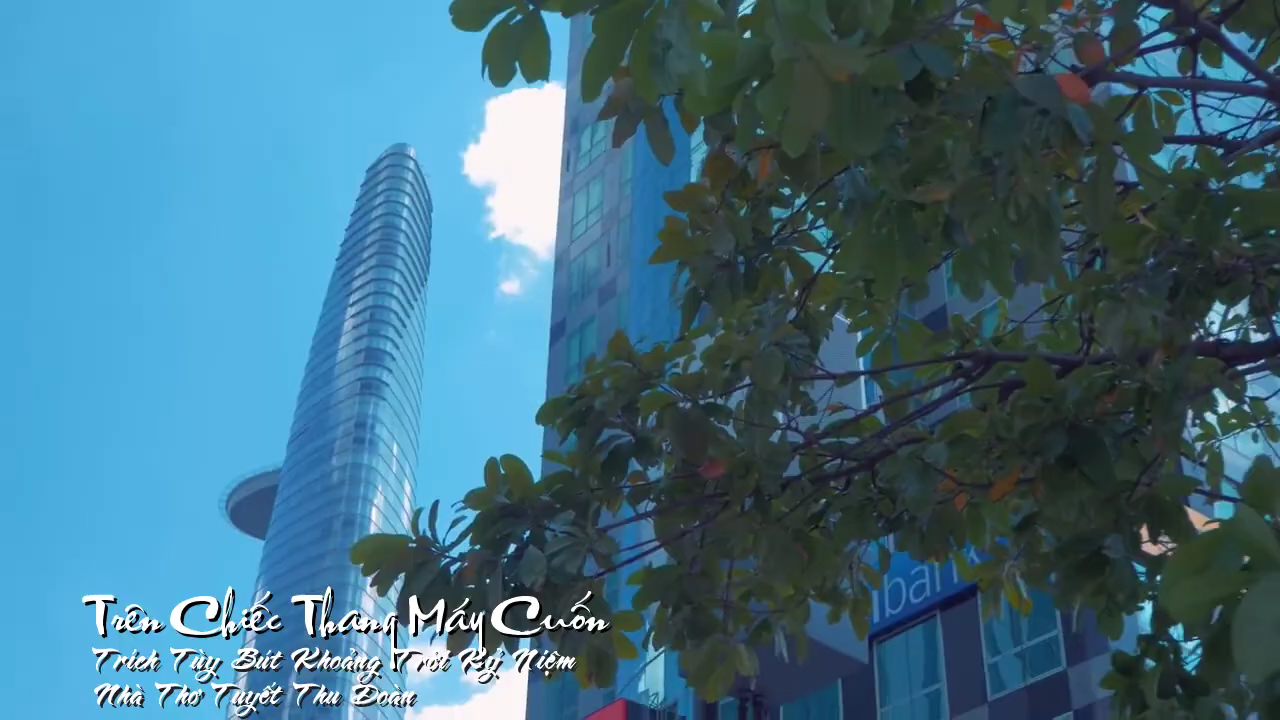 Trên Chiếc Thang Máy Cuốn
Trích Tùy Bút Khoảng Trời Kỷ Niệm
Nhà Thơ Tuyết Thu Đoàn